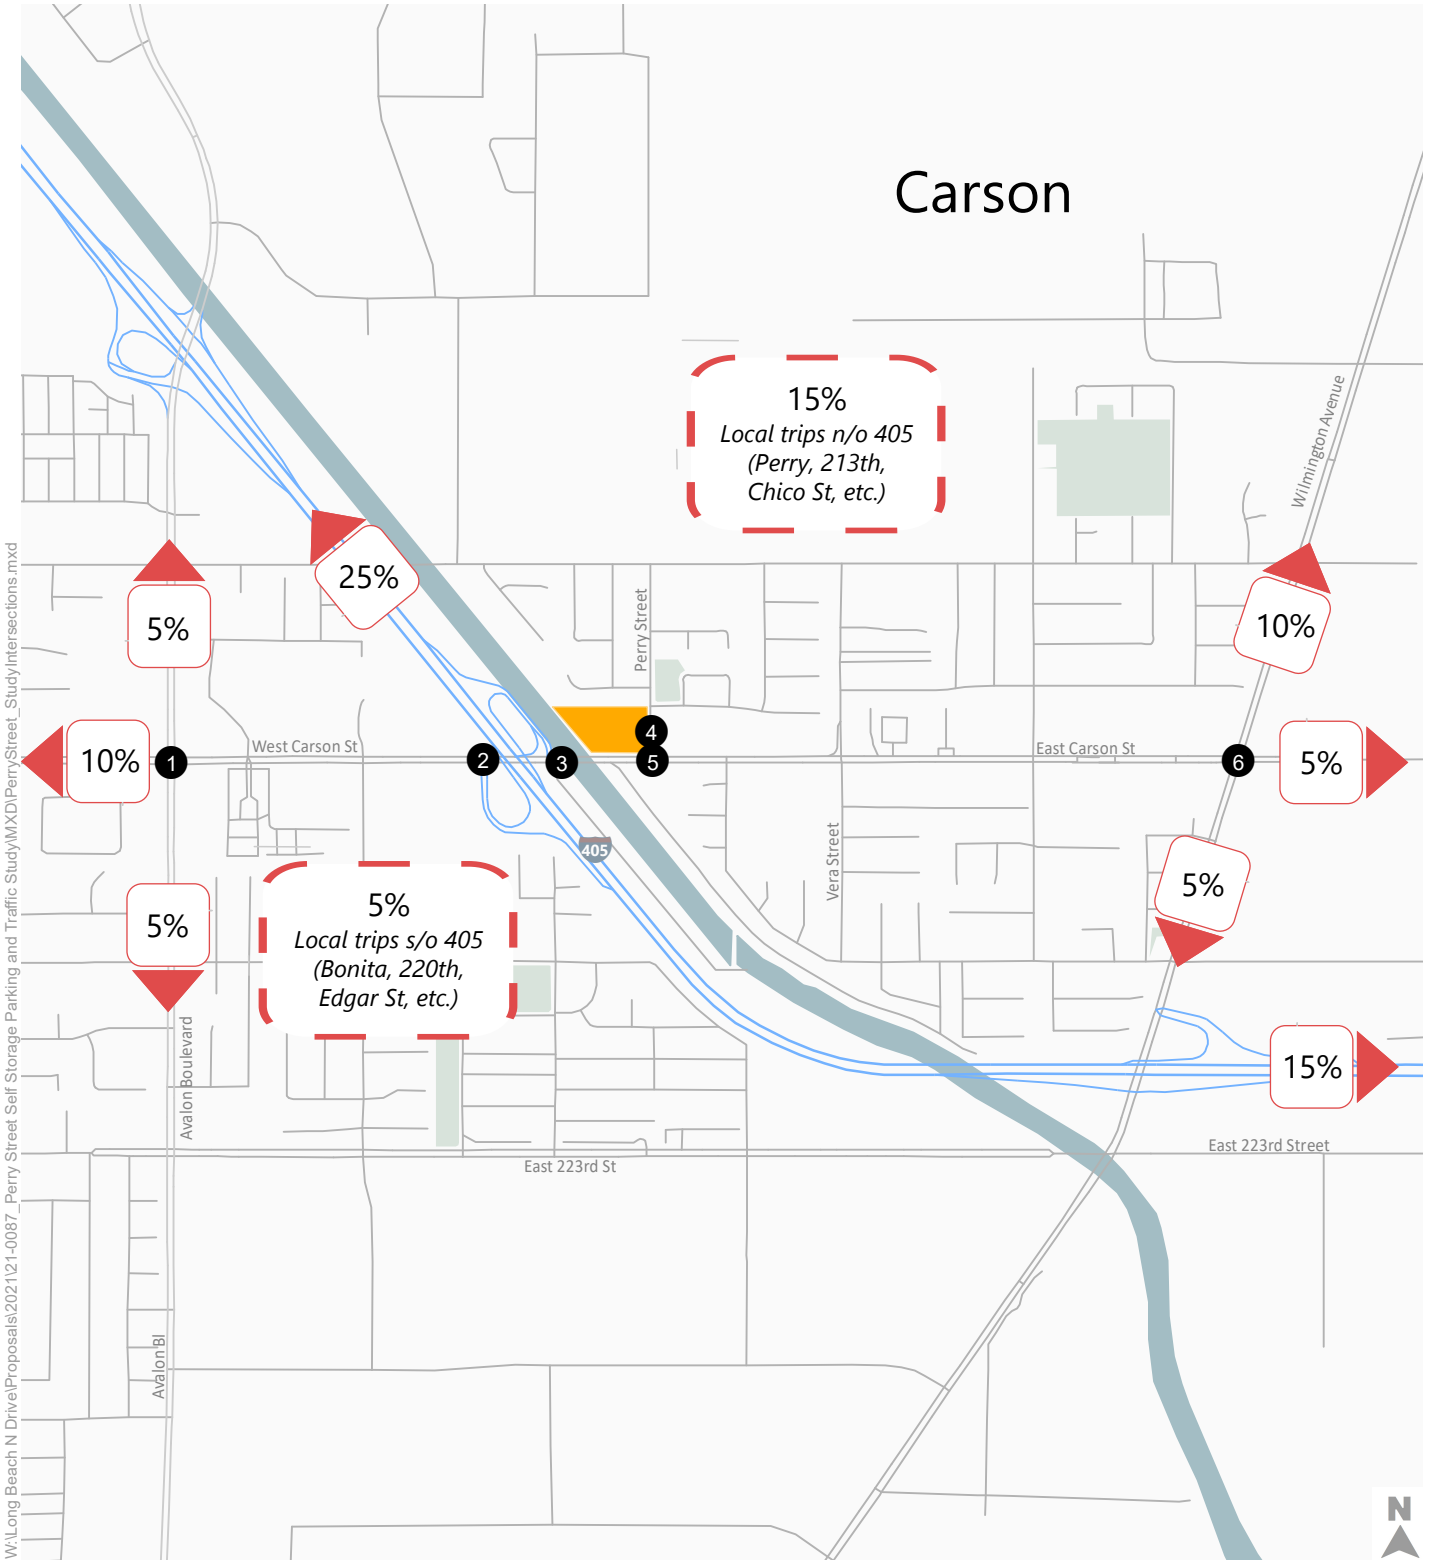 Carson
Wilmington Avenue
15%
Local trips n/o 405
(Perry, 213th,
Chico St, etc.)
25%
5%
10%
Perry Street
10%
West Carson St
East Carson St
5%
1
2
3
4
5
6
405
Vera Street
5%
5%
5%
Local trips s/o 405
(Bonita, 220th,
Edgar St, etc.)
Avalon Boulevard
15%
East 223rd St
East 223rd Street
Avalon Bl
N
W:\Long Beach N Drive\Proposals\2021\21-0087_Perry Street Self Storage Parking and Traffic Study\MXD\PerryStreet_StudyIntersections.mxd